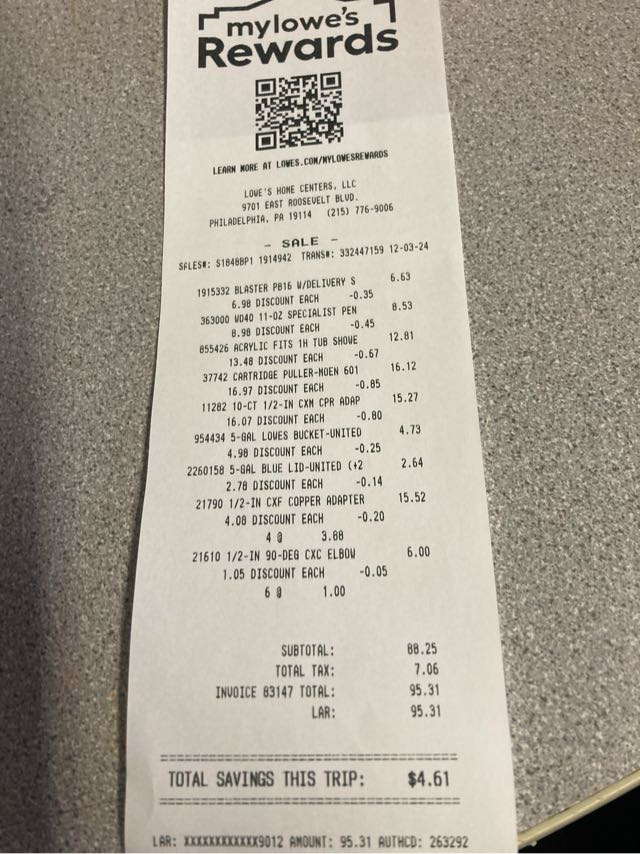 mylowe's
Rewards
LEARN MORE AT LOWES.COM/MYLOWESREWARDS
LOWE'S HOME CENTERS, LLC
9701 EAST ROOSEVELT BLVD.
PHILADELPHIA, PA 19114 (215) 776-9006
- SALE -
SALES#: S1848BP1 1914942 TRANS#: 332447159 12-03-24
1915332 BLASTER PB16 W/DELIVERY S 6.63
6.98 DISCOUNT EACH -0.35
363000 WD40 11-OZ SPECIALIST PEN 8.53
8.98 DISCOUNT EACH -0.45
855426 ACRYLIC FITS 1H TUB SHOWE 12.81
13.48 DISCOUNT EACH -0.67
37742 CARTRIDGE PULLER-MOEN 601 16.12
16.97 DISCOUNT EACH -0.85
11282 10-CT 1/2-IN CXM CPR ADAP 15.27
16.07 DISCOUNT EACH -0.80
954434 5-GAL LOWES BUCKET-UNITED 4.73
4.98 DISCOUNT EACH -0.25
2260158 5-GAL BLUE LID-UNITED (+2 2.64
2.78 DISCOUNT EACH -0.14
21790 1/2-IN CXF COPPER ADAPTER 15.52
4.08 DISCOUNT EACH -0.20
4 @ 3.88
21610 1/2-IN 90-DEG CXC ELBOW 6.00
1.05 DISCOUNT EACH -0.05
6 @ 1.00
SUBTOTAL: 88.25
TOTAL TAX: 7.06
INVOICE 83147 TOTAL: 95.31
LAR: 95.31
TOTAL SAVINGS THIS TRIP: $4.61
LAR: XXXXXXXXXXXX9012 AMOUNT: 95.31 AUTHCD: 263292